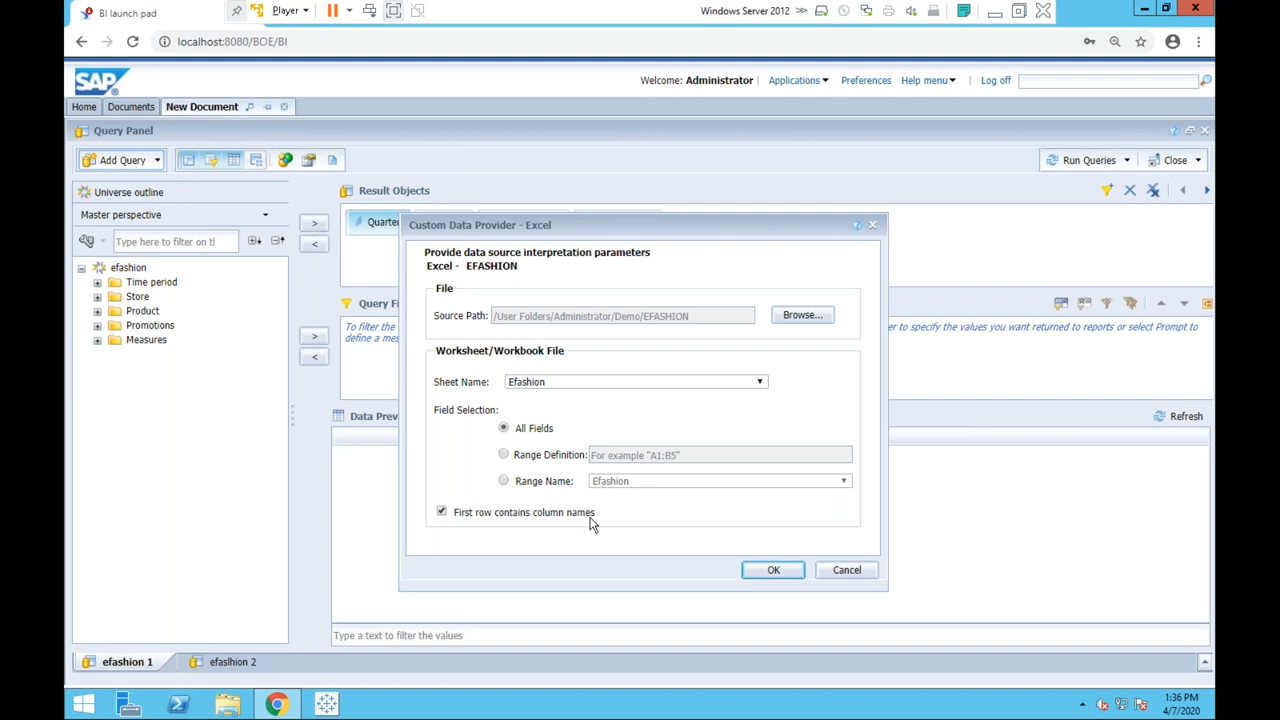 BI launch pad
Player
Windows Server 2012
localhost:8080/BOE/BI
SAP
Welcome: Administrator
Applications
Preferences
Help menu
Log off
Home
Documents
New Document
Query Panel
Add Query
Run Queries
Close
Universe outline
Result Objects
Master perspective
Quarter
Type here to filter on tl
efashion
Time period
Store
Product
Promotions
Measures
Custom Data Provider - Excel
Provide data source interpretation parameters
Excel - EFASHION
File
Source Path: /User Folders/Administrator/Demo/EFASHION
Browse...
Worksheet/Workbook File
Sheet Name: Efashion
Field Selection:
All Fields
Range Definition: For example "A1:B5"
Range Name: Efashion
First row contains column names
OK
Cancel
Query Fi
To filter the
define a mes
er to specify the values you want returned to reports or select Prompt to
Data Prev
Refresh
Type a text to filter the values
efashion 1
efaslhion 2
1:36 PM
4/7/2020